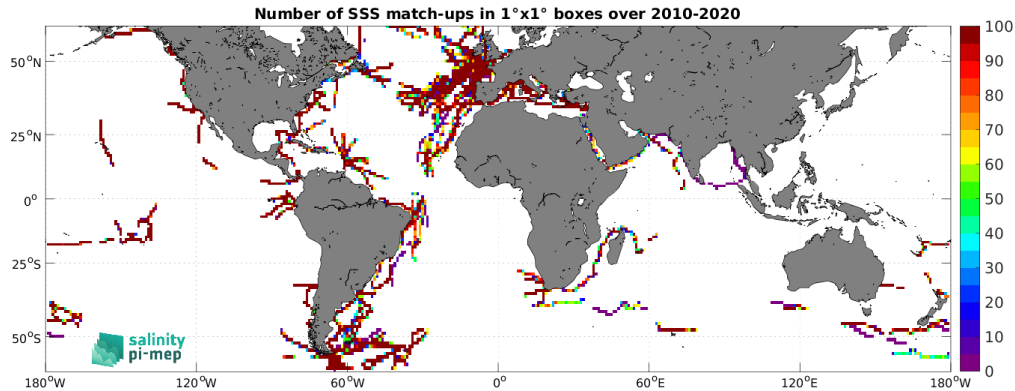 Number of SSS match-ups in 1°x1° boxes over 2010-2020
50°N
25°N
0°
25°S
50°S
180°W
120°W
60°W
0°
60°E
120°E
180°W
100
90
80
70
60
50
40
30
20
10
0
salinity
pi-mep